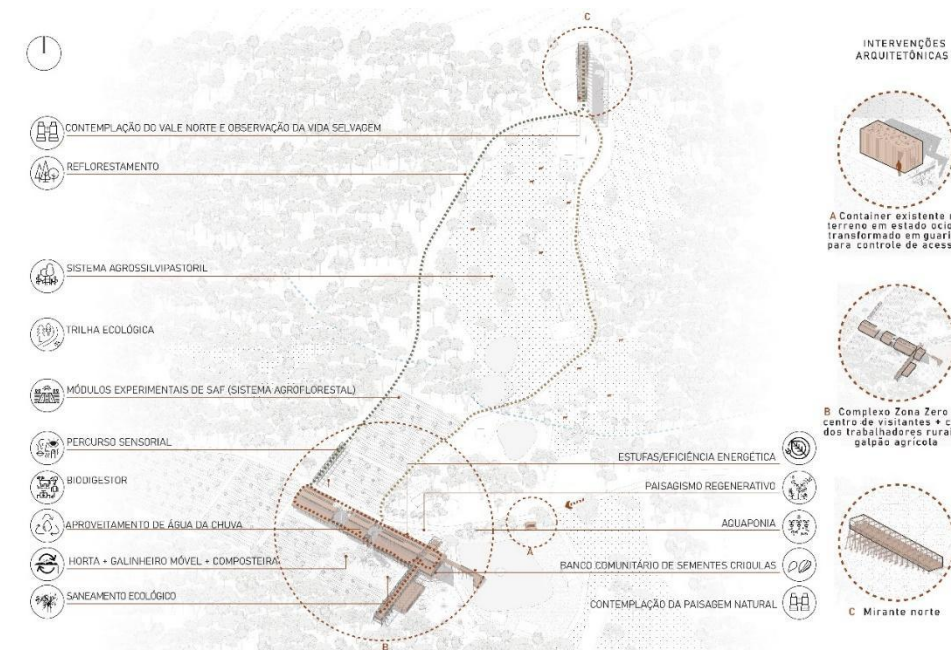 C
INTERVENÇÕES
ARQUITETÔNICAS
CONTEMPLAÇÃO DO VALE NORTE E OBSERVAÇÃO DA VIDA SELVAGEM
REFLORESTAMENTO
SISTEMA AGROSSILVIPASTORIL
TRILHA ECOLÓGICA
MÓDULOS EXPERIMENTAIS DE SAF (SISTEMA AGROFLORESTAL)
PERCURSO SENSORIAL
BIODIGESTOR
APROVEITAMENTO DE ÁGUA DA CHUVA
HORTA + GALINHEIRO MÓVEL + COMPOSTEIRA
SANEAMENTO ECOLÓGICO
B
A
ESTUFAS/EFICIÊNCIA ENERGÉTICA
PAISAGISMO REGENERATIVO
AQUAPONIA
BANCO COMUNITÁRIO DE SEMENTES CRIOULAS
CONTEMPLAÇÃO DA PAISAGEM NATURAL
A Container existente
terreno em estado
transformado em
para controle de
B Complexo Zona Zero
centro de visitantes +
dos trabalhadores
galpão agrícola
C Mirante norte